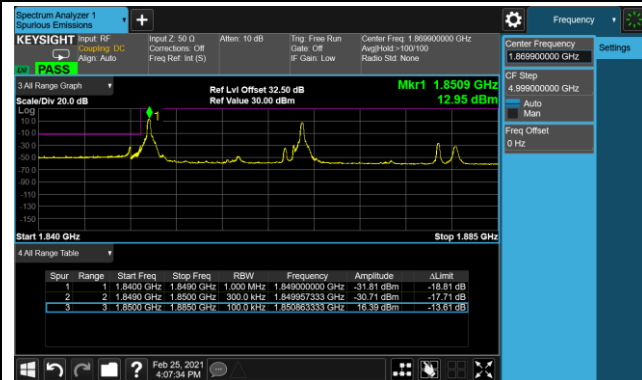 Spectrum Analyzer 1
Spurious Emissions
Frequency
KEYSIGHT
Input: RF
Coupling: DC
Align: Auto
Input Z: 50 Ω
Corrections: Off
Freq Ref: Int (S)
Atten: 10 dB
Trig: Free Run
Gate: Off
IF Gain: Low
Center Freq: 1.869900000 GHz
Avg|Hold:>100/100
Radio Std: None
LNI PASS
Center Frequency
1.869900000 GHz
Settings
CF Step
4.999000000 GHz
Auto
Man
Freq Offset
0 Hz
3 All Range Graph
Scale/Div 20.0 dB
Ref Lvl Offset 32.50 dB
Ref Value 30.00 dBm
Mkr1 1.8509 GHz
12.95 dBm
Log
10.0
-10.0
-30.0
-50.0
-70.0
-90.0
-110
-130
-150
1
Start 1.840 GHz
Stop 1.885 GHz
4 All Range Table
Spur Range Start Freq Stop Freq RBW Frequency Amplitude ΔLimit
1 1 1.8400 GHz 1.8490 GHz 1.000 MHz 1.849000000 GHz -31.81 dBm -18.81 dB
2 2 1.8490 GHz 1.8500 GHz 300.0 kHz 1.849957333 GHz -30.71 dBm -17.71 dB
3 3 1.8500 GHz 1.8850 GHz 100.0 kHz 1.850863333 GHz 16.39 dBm -13.61 dB
?
Feb 25, 2021
4:07:34 PM